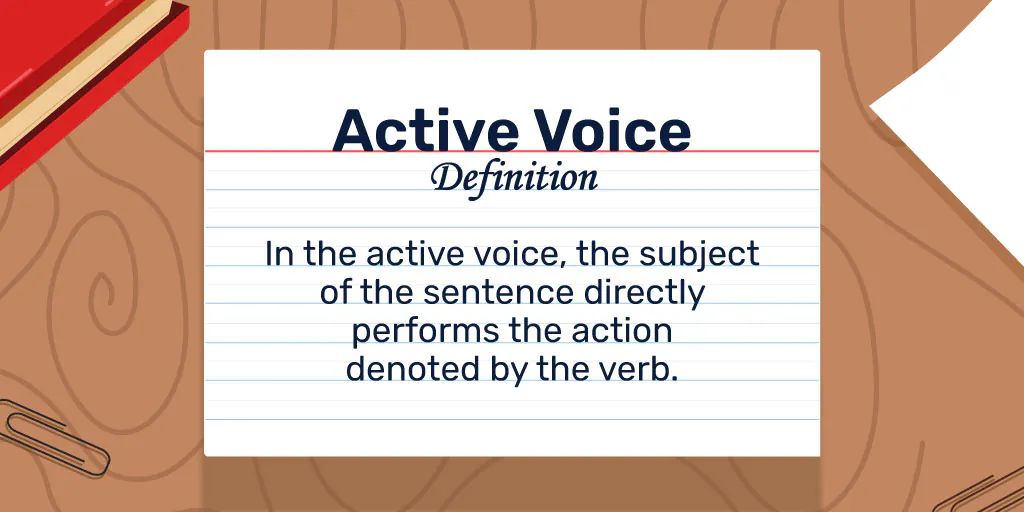 Active Voice
Definition
In the active voice, the subject
of the sentence directly
performs the action
denoted by the verb.